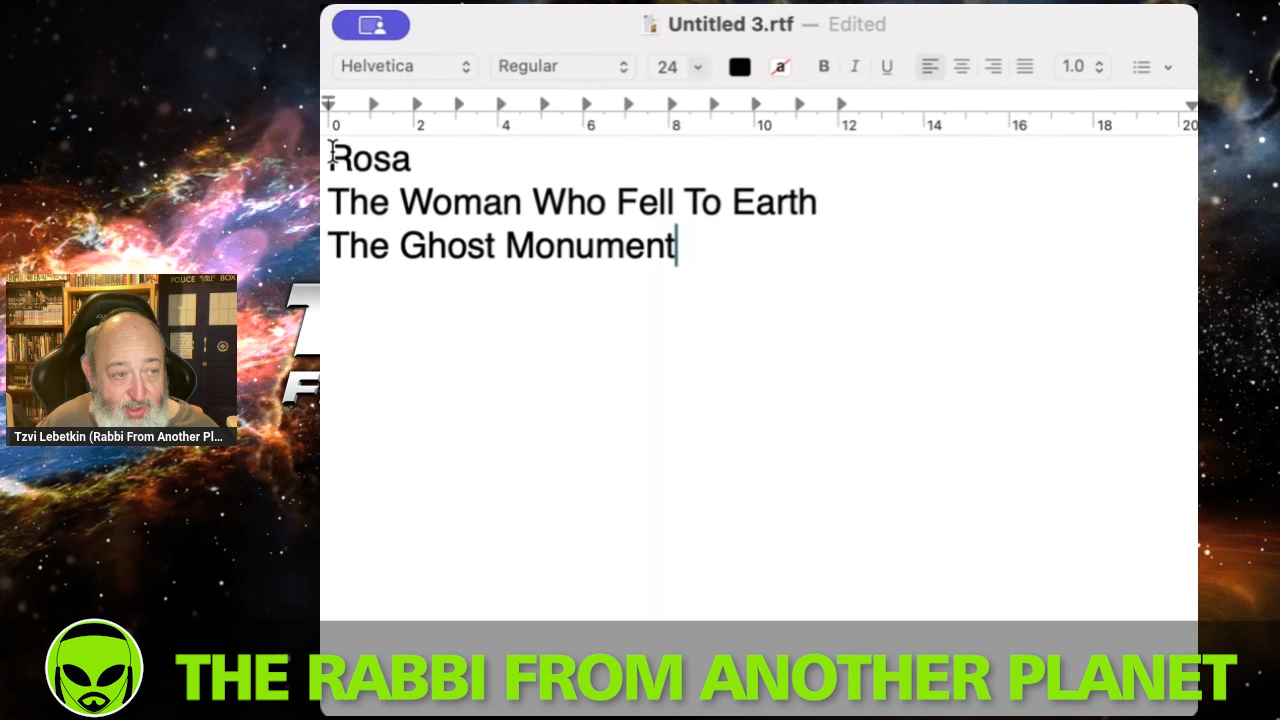 Untitled 3.rtf — Edited
Helvetica Regular 24 a B I U 1.0
0 2 4 6 8 10 12 14 16 18 20
Rosa
The Woman Who Fell To Earth
The Ghost Monument
POLICE BOX
Tzvi Lebetkin (Rabbi From Another Pl...
THE RABBI FROM ANOTHER PLANET